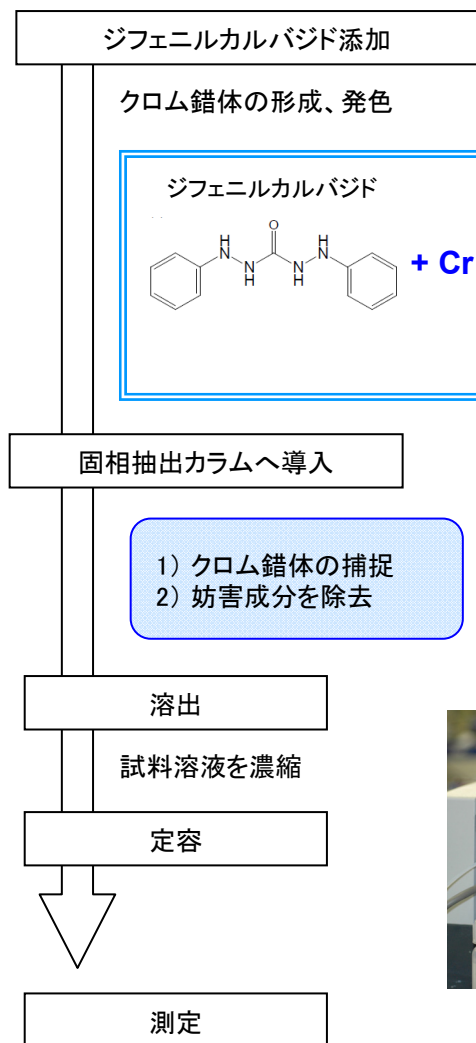 ジフェニルカルバジド添加
クロム錯体の形成、発色
ジフェニルカルバジド
O
H H
N N
N N
H H
+ Cr
固相抽出カラムへ導入
1) クロム錯体の捕捉
2) 妨害成分を除去
溶出
試料溶液を濃縮
定容
測定